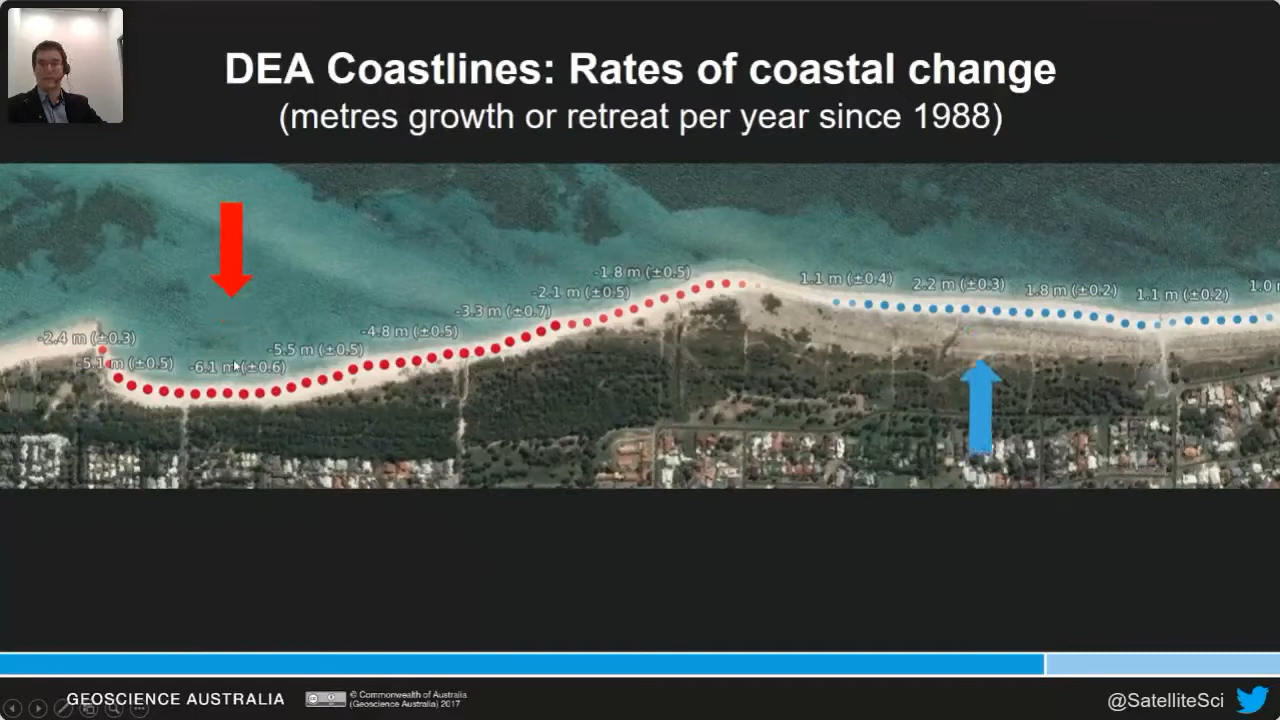 DEA Coastlines: Rates of coastal change
(metres growth or retreat per year since 1988)
-1.8 m (±0.5)
-2.1 m (±0.5)
-3.3 m (±0.7)
-4.8 m (±0.5)
-5.5 m (±0.5)
-2.4 m (±0.3)
-5.1 m (±0.5)
-6.1 m (±0.6)
1.1 m (±0.4)
2.2 m (±0.3)
1.8 m (±0.2)
1.1 m (±0.2)
1.0
GEOSCIENCE AUSTRALIA
© Commonwealth of Australia
(Geoscience Australia) 2017
@SatelliteSci